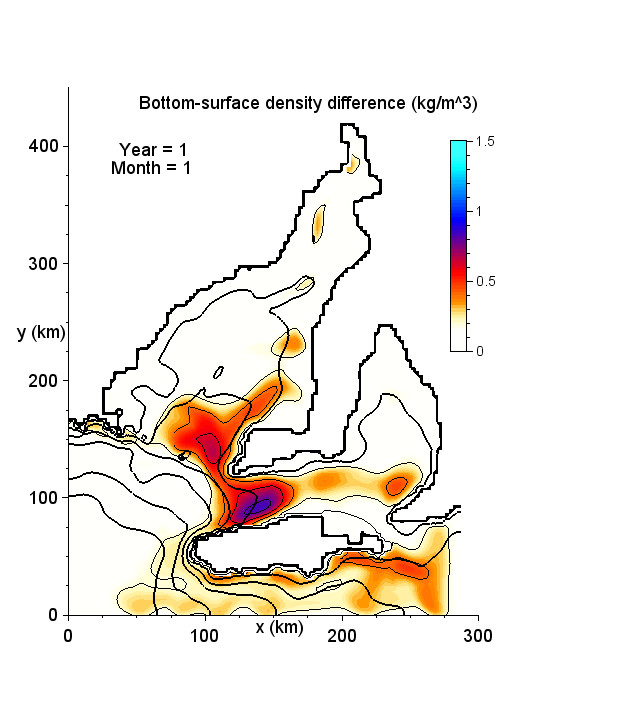 Bottom-surface density difference (kg/m^3)
Year = 1
Month = 1
1.5
1
0.5
0
y (km)
400
300
200
100
0
0
100
200
300
x (km)